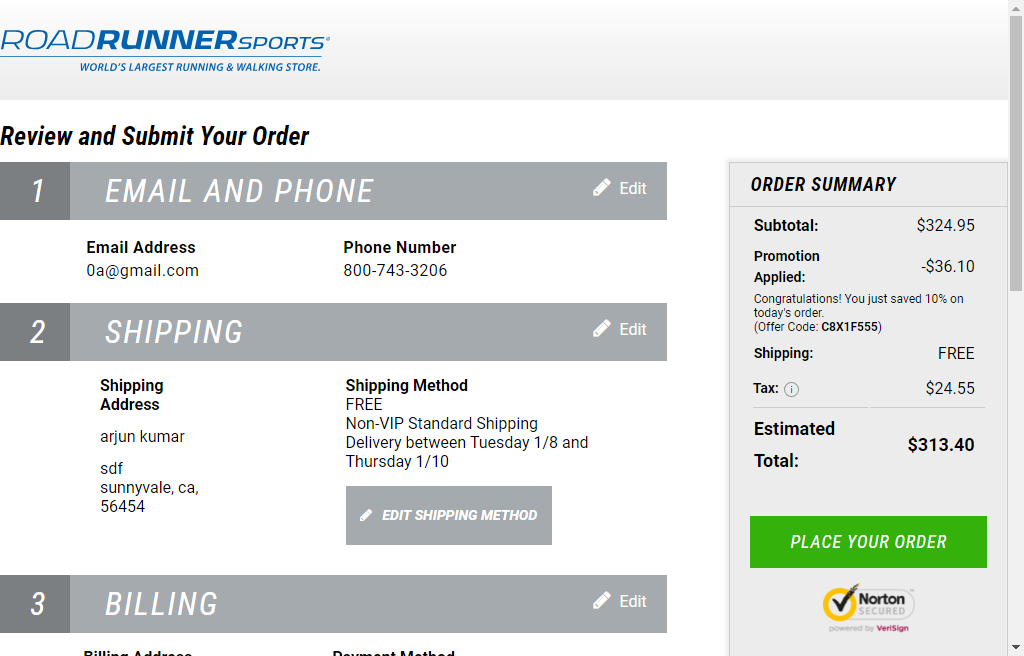 ROADRUNNERSPORTS®
WORLD'S LARGEST RUNNING & WALKING STORE.
Review and Submit Your Order
1 EMAIL AND PHONE Edit
Email Address
0a@gmail.com
Phone Number
800-743-3206
2 SHIPPING Edit
Shipping
Address
arjun kumar
sdf
sunnyvale, ca,
56454
Shipping Method
FREE
Non-VIP Standard Shipping
Delivery between Tuesday 1/8 and
Thursday 1/10
EDIT SHIPPING METHOD
3 BILLING Edit
Billing Address
Payment Method
ORDER SUMMARY
Subtotal: $324.95
Promotion
Applied: -$36.10
Congratulations! You just saved 10% on
today's order.
(Offer Code: C8X1F555)
Shipping: FREE
Tax: i $24.55
Estimated
Total: $313.40
PLACE YOUR ORDER
Norton™
SECURED
powered by VeriSign